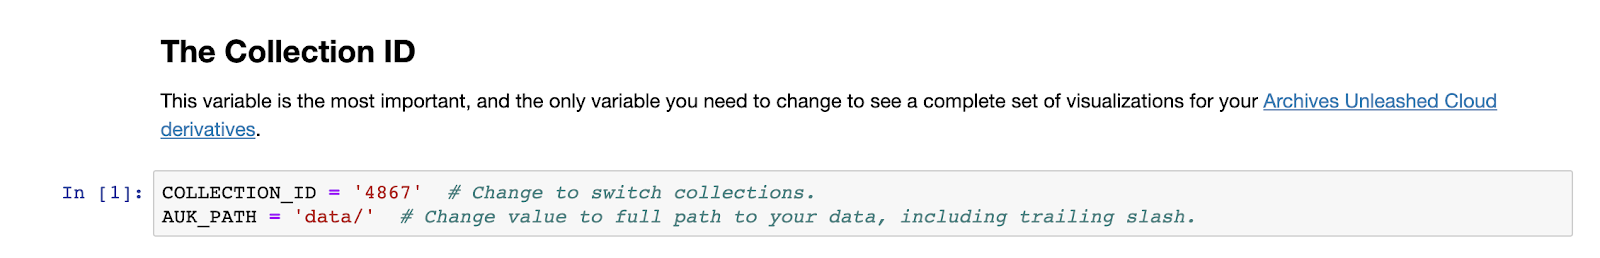 The Collection ID
This variable is the most important, and the only variable you need to change to see a complete set of visualizations for your Archives Unleashed Cloud
derivatives.
In [1]: COLLECTION_ID = '4867'  # Change to switch collections.
AUK_PATH = 'data/'  # Change value to full path to your data, including trailing slash.